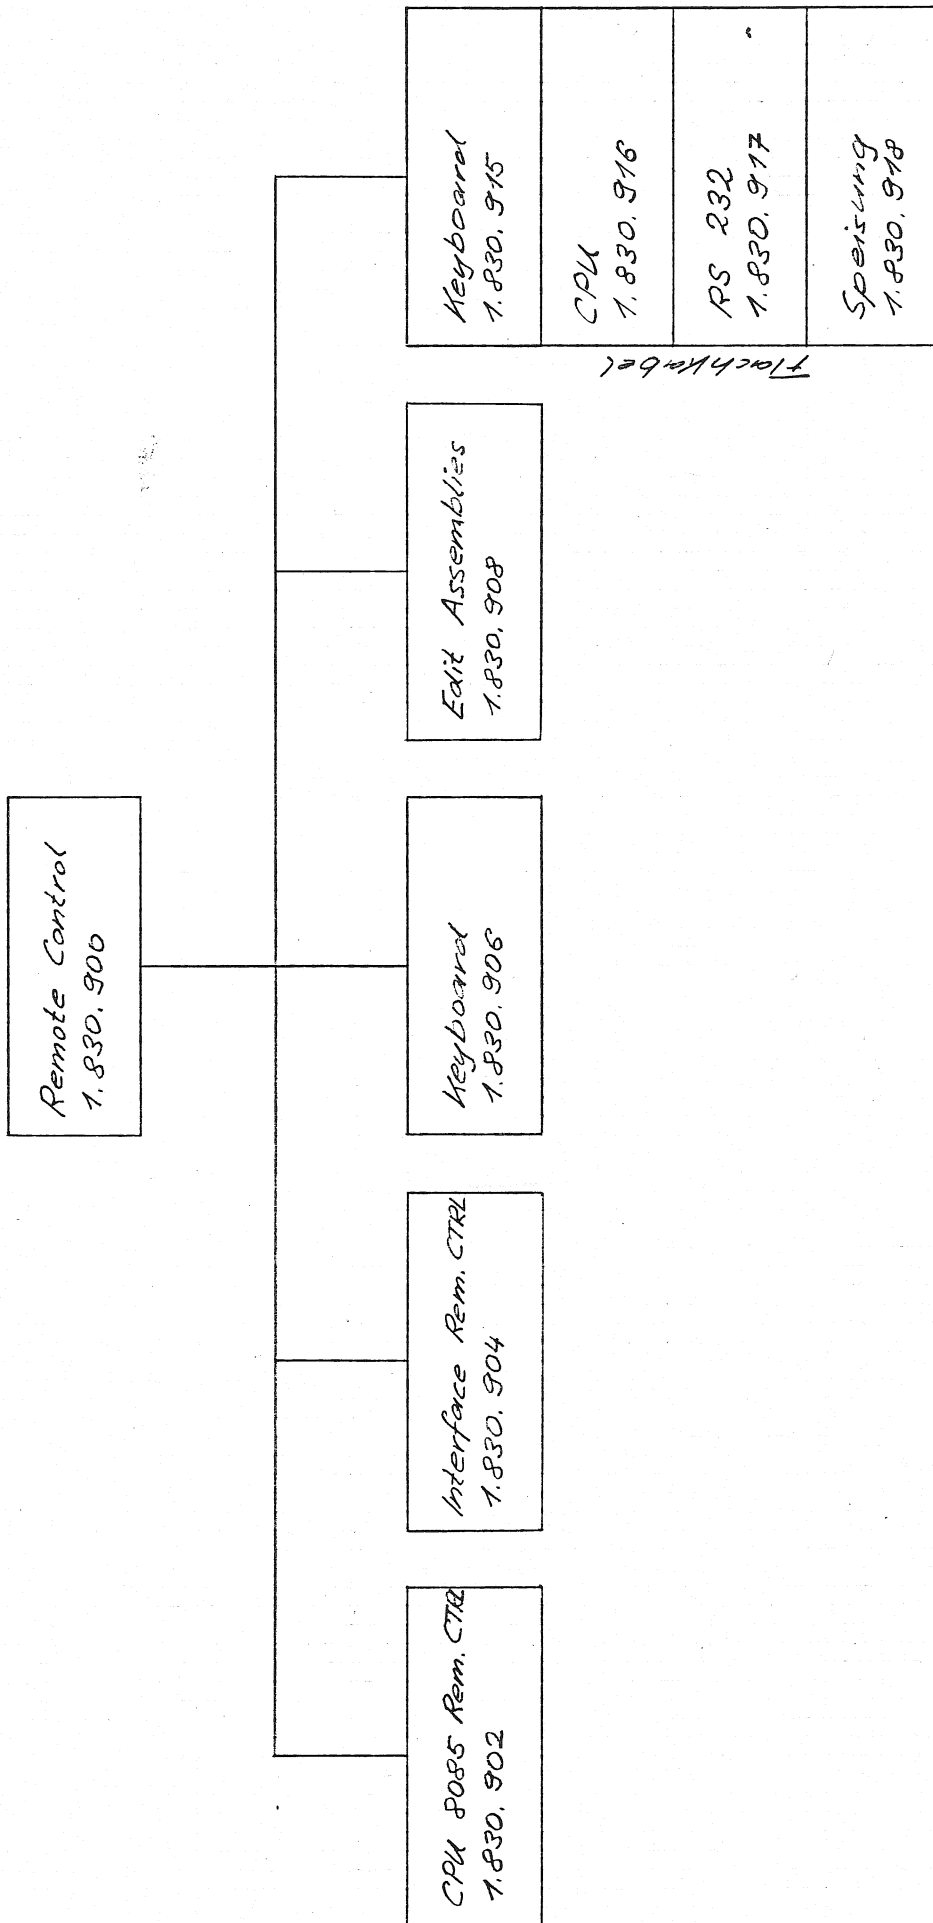 Remote Control
1.830.900
CPU 8085 Rem. CTRL
1.830.902
Interface Rem. CTRL
1.830.904
Keyboard
1.830.906
Edit Assemblies
1.830.908
Keyboard
1.830.915
CPU
1.830.916
RS 232
1.830.917
Speisung
1.830.918
Flachkabel